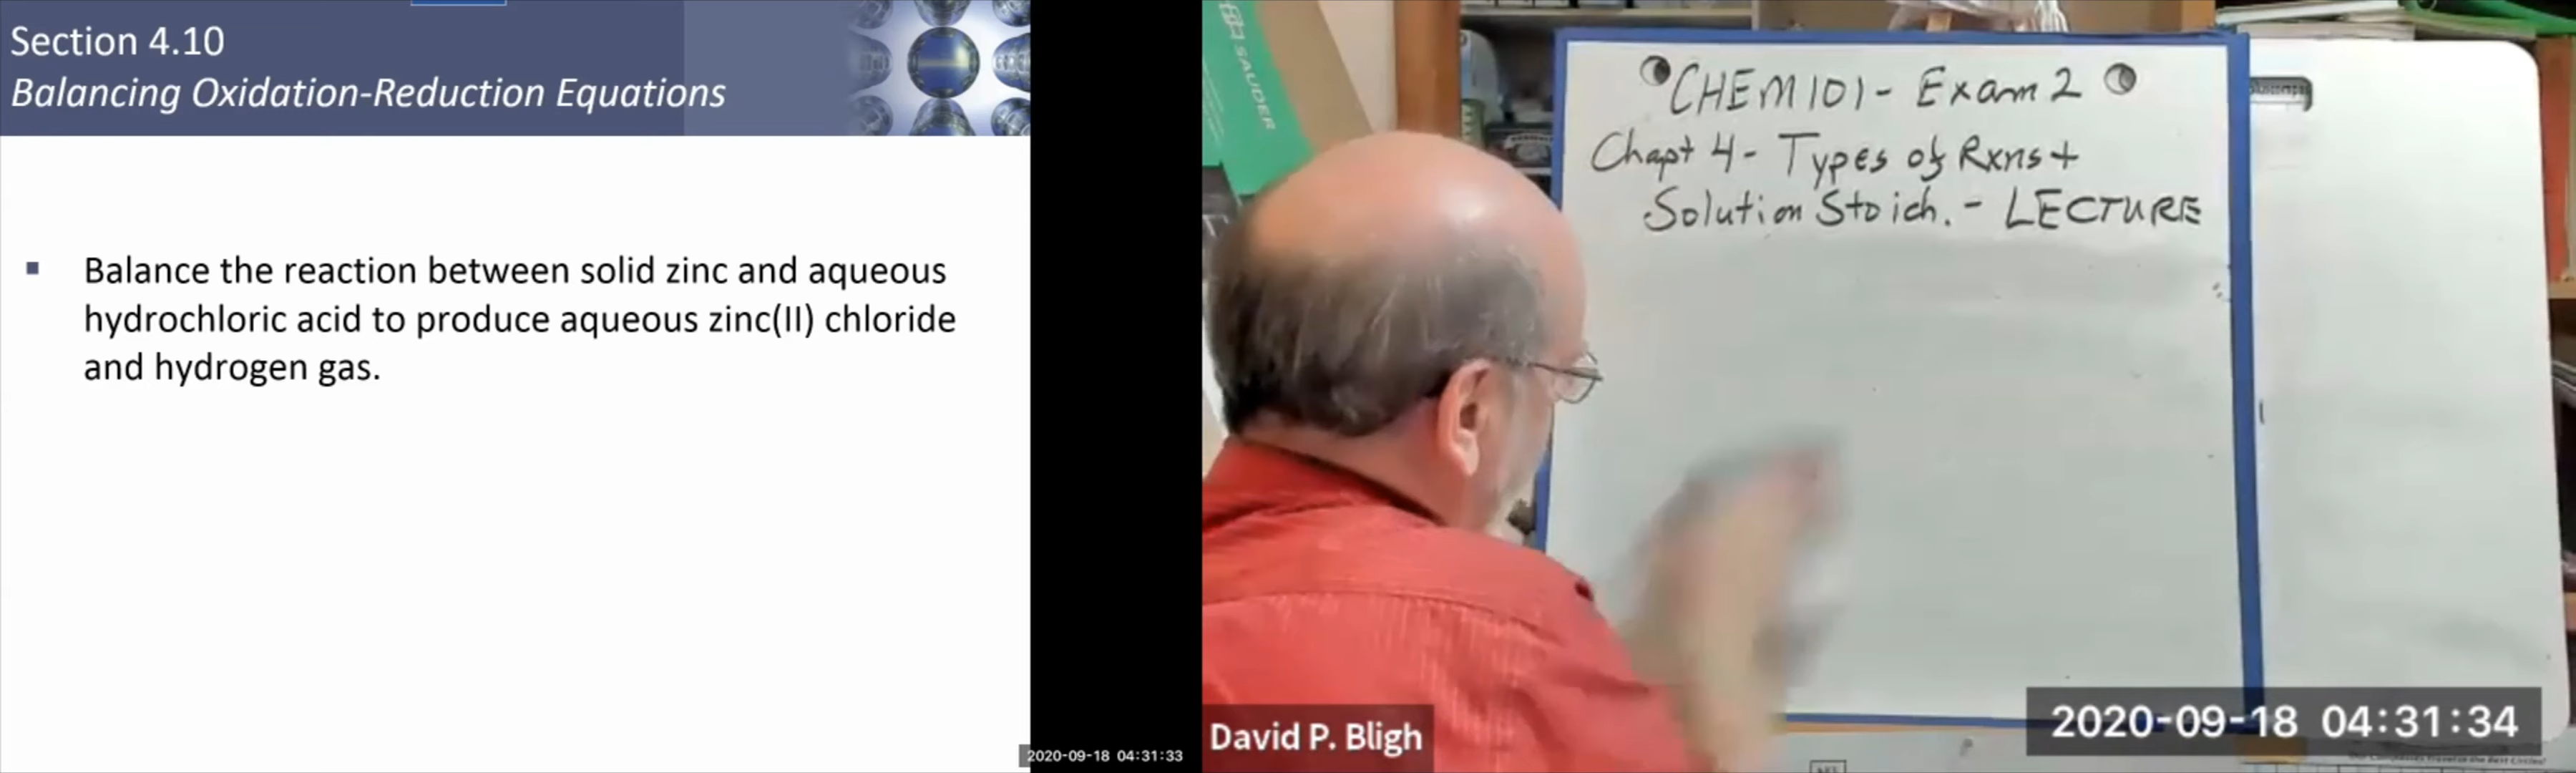 Section 4.10
Balancing Oxidation-Reduction Equations
▪ Balance the reaction between solid zinc and aqueous
hydrochloric acid to produce aqueous zinc(II) chloride
and hydrogen gas.
2020-09-18 04:31:33
SAUDER
CHEM 101 - Exam 2
Chapt 4 - Types of Rxns +
Solution Stoich. - LECTURE
David P. Bligh
2020-09-18 04:31:34